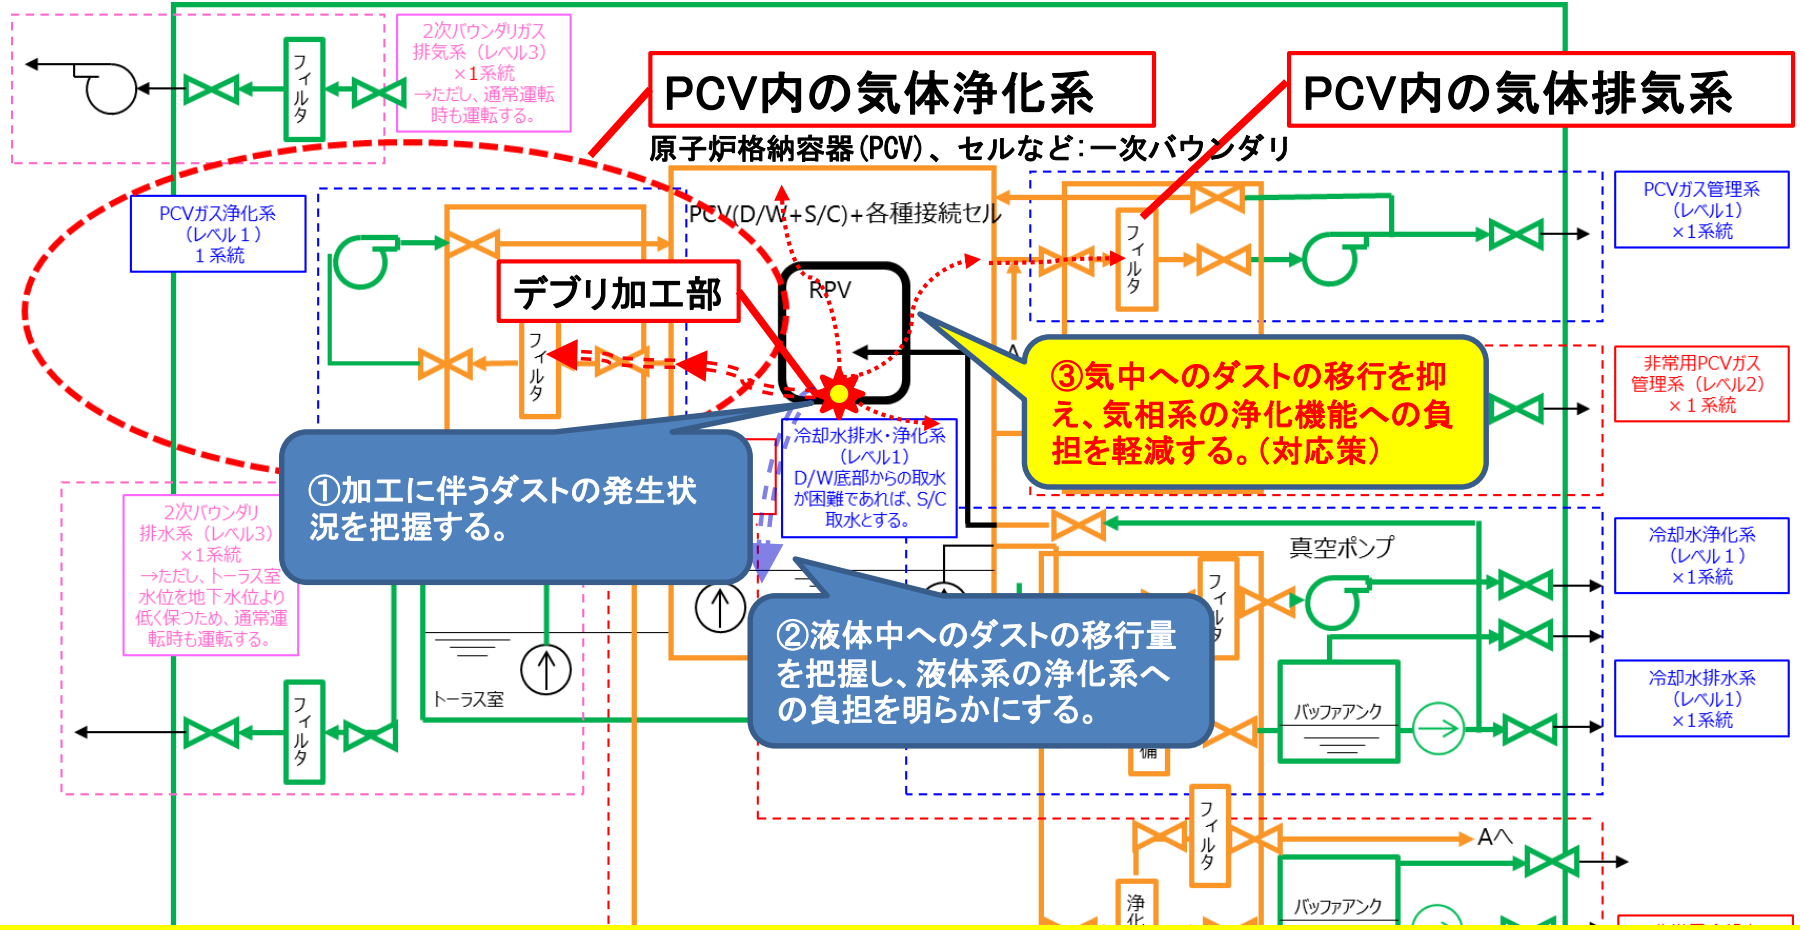 2次バウンダリガス
排気系（レベル3）
×1系統
→ただし、通常運転
時も運転する。
フィルタ
PCV内の気体浄化系
PCV内の気体排気系
原子炉格納容器(PCV)、セルなど：一次バウンダリ
PCVガス浄化系
（レベル１）
１系統
PCV(D/W+S/C)+各種接続セル
フィルタ
PCVガス管理系
（レベル1）
×1系統
デブリ加工部
RPV
フィルタ
A
③気中へのダストの移行を抑
え、気相系の浄化機能への負
担を軽減する。（対応策）
非常用PCVガス
管理系（レベル2）
×１系統
冷却水排水・浄化系
（レベル1）
D/W底部からの取水
が困難であれば、S/C
取水とする。
①加工に伴うダストの発生状
況を把握する。
2次バウンダリ
排水系（レベル3）
×1系統
→ただし、トーラス室
水位を地下水位より
低く保つため、通常運
転時も運転する。
真空ポンプ
冷却水浄化系
（レベル１）
×1系統
フィルタ
②液体中へのダストの移行量
を把握し、液体系の浄化系へ
の負担を明らかにする。
トーラス室
フィルタ
バッファアンク
備
冷却水排水系
（レベル1）
×1系統
フィルタ
Aへ
浄化
バッファアンク